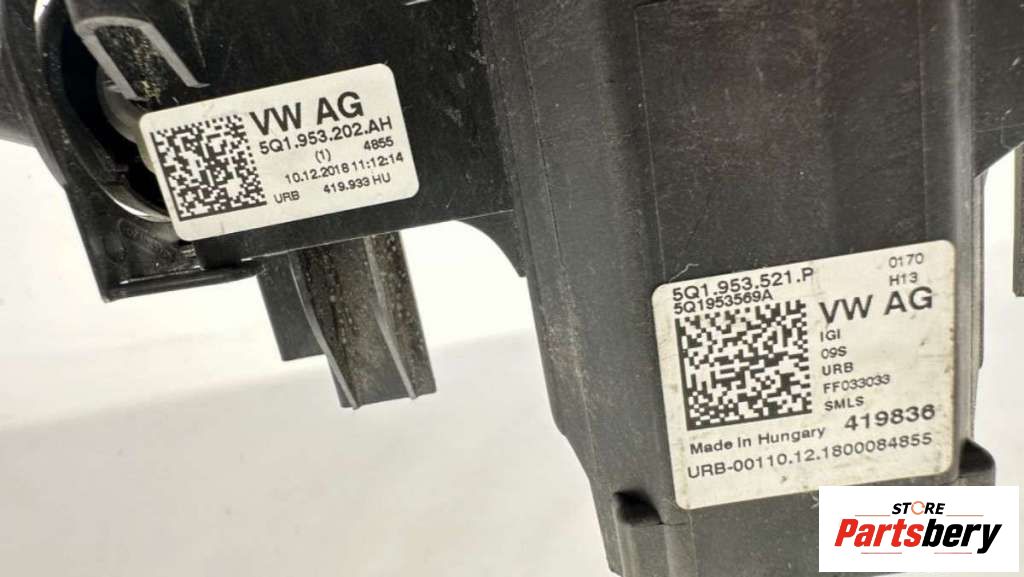 VW AG
5Q1.953.202.AH
(1) 4855
10.12.2018 11:12:14
URB 419.933 HU
5Q1.953.521.P 0170
5Q1953569A H13
VW AG
IGI
09S
URB
FF033033
SMLS
Made in Hungary 419836
URB-00110.12.1800084855
STORE
Partsbery